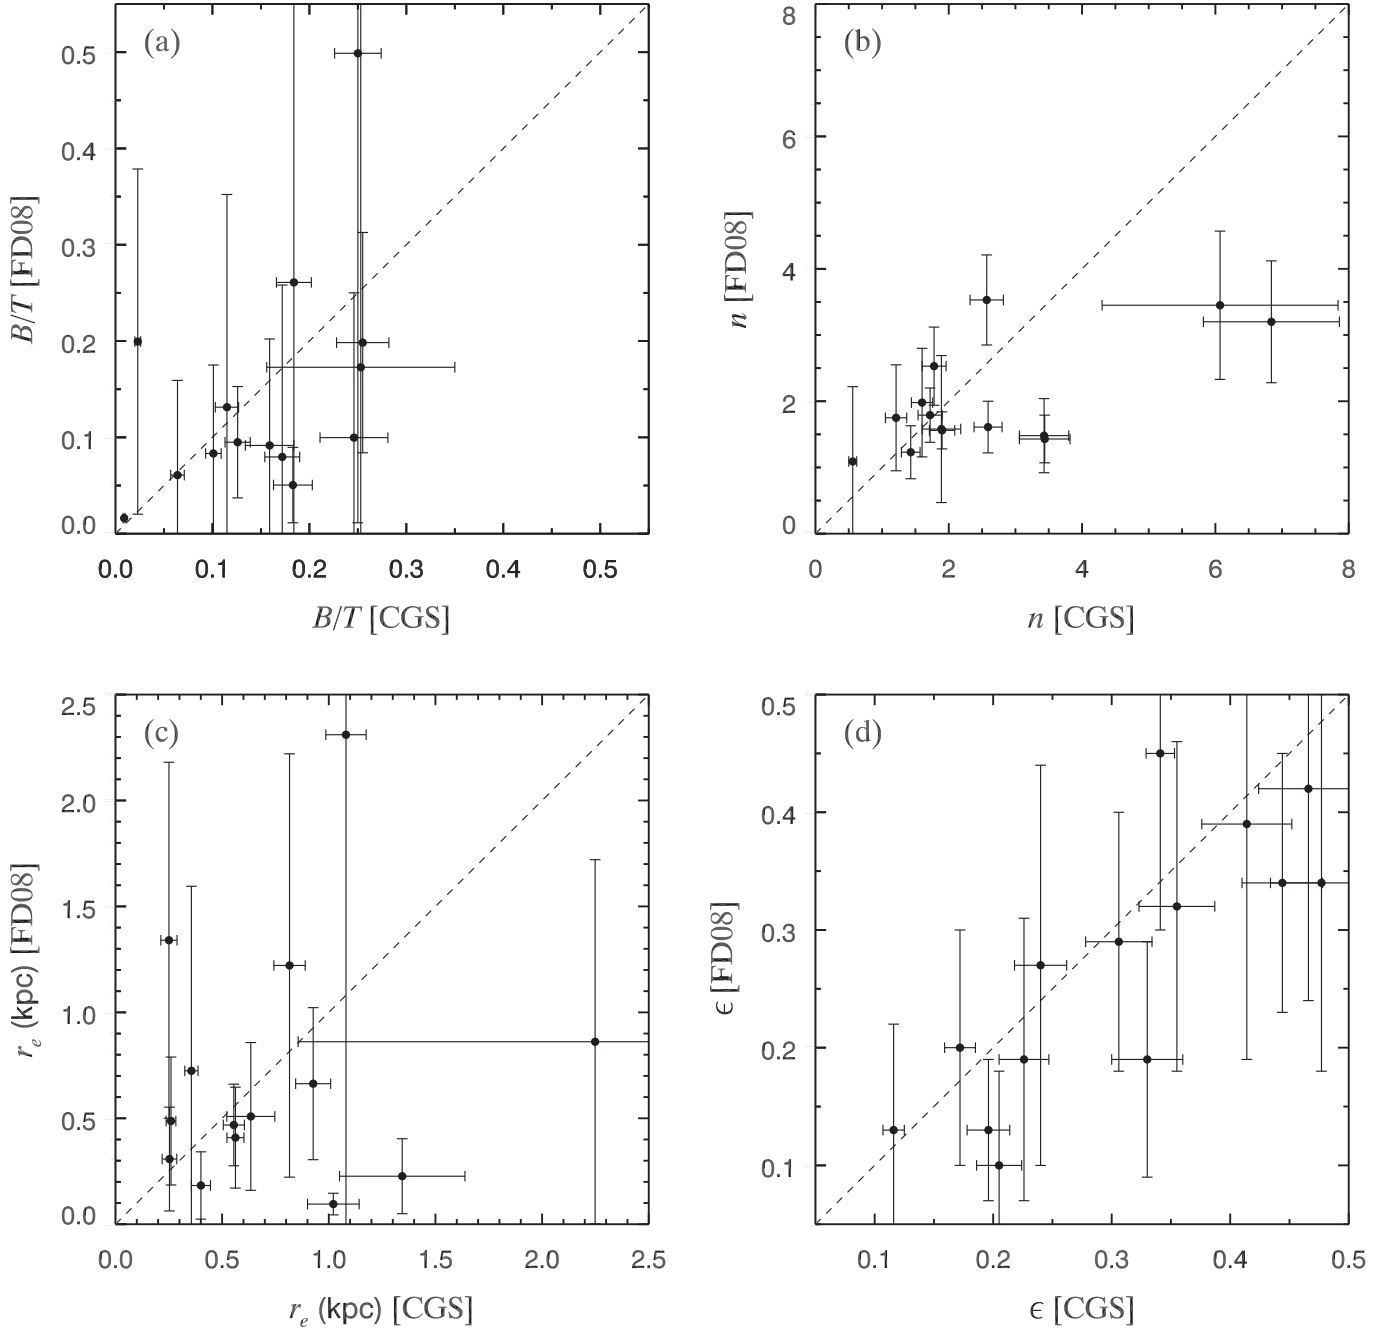 (a)
0.5
0.4
0.3
0.2
0.1
0.0
B/T [FD08]
0.0 0.1 0.2 0.3 0.4 0.5
B/T [CGS]
(b)
8
6
4
2
0
n [FD08]
0 2 4 6 8
n [CGS]
(c)
2.5
2.0
1.5
1.0
0.5
0.0
rₑ (kpc) [FD08]
0.0 0.5 1.0 1.5 2.0 2.5
rₑ (kpc) [CGS]
(d)
0.5
0.4
0.3
0.2
0.1
ϵ [FD08]
0.1 0.2 0.3 0.4 0.5
ϵ [CGS]